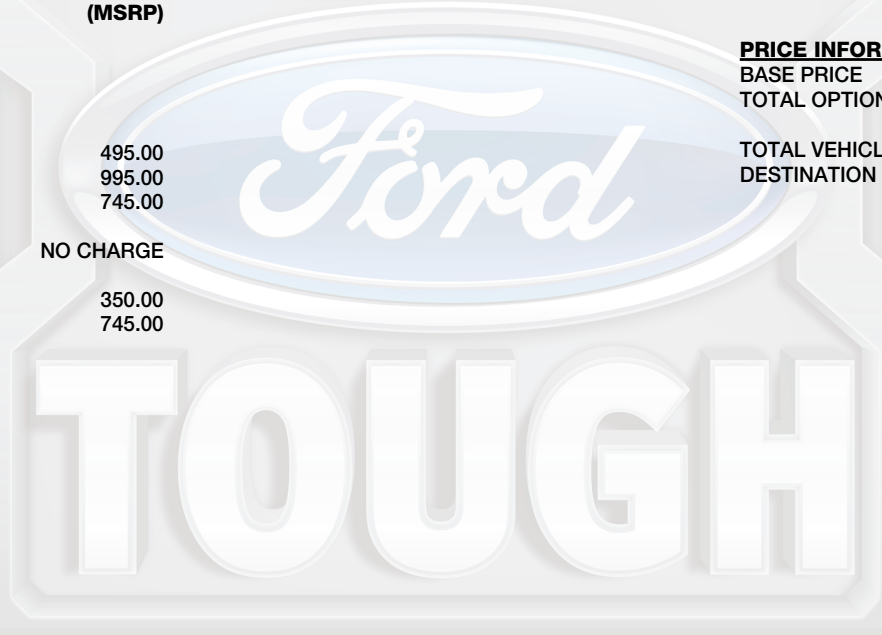 (MSRP)
495.00
995.00
745.00
NO CHARGE
350.00
745.00
PRICE INFOR
BASE PRICE
TOTAL OPTION
TOTAL VEHICL
DESTINATION
Ford
TOUGH